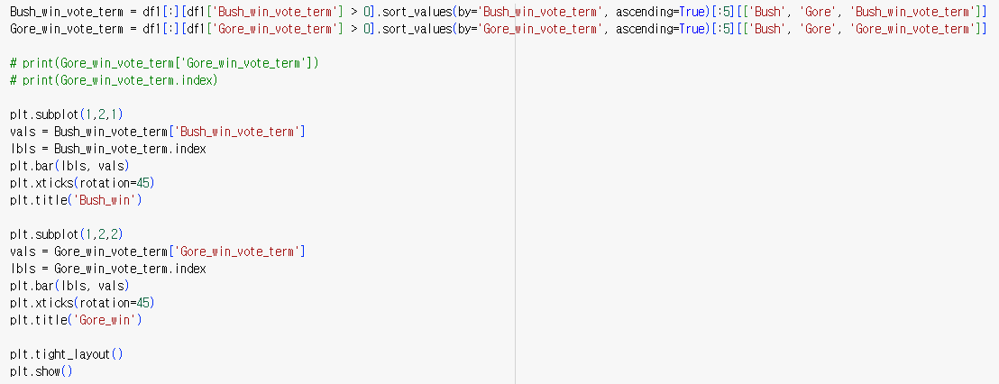 Bush_win_vote_term = df1[:][df1['Bush_win_vote_term'] > 0].sort_values(by='Bush_win_vote_term', ascending=True)[:5][['Bush', 'Gore', 'Bush_win_vote_term']]
Gore_win_vote_term = df1[:][df1['Gore_win_vote_term'] > 0].sort_values(by='Gore_win_vote_term', ascending=True)[:5][['Bush', 'Gore', 'Gore_win_vote_term']]
# print(Gore_win_vote_term['Gore_win_vote_term'])
# print(Gore_win_vote_term.index)
plt.subplot(1,2,1)
vals = Bush_win_vote_term['Bush_win_vote_term']
lbls = Bush_win_vote_term.index
plt.bar(lbls, vals)
plt.xticks(rotation=45)
plt.title('Bush_win')
plt.subplot(1,2,2)
vals = Gore_win_vote_term['Gore_win_vote_term']
lbls = Gore_win_vote_term.index
plt.bar(lbls, vals)
plt.xticks(rotation=45)
plt.title('Gore_win')
plt.tight_layout()
plt.show()